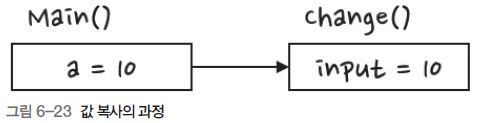 Main()
change()
a = 10
input = 10
그림 6-23 값 복사의 과정